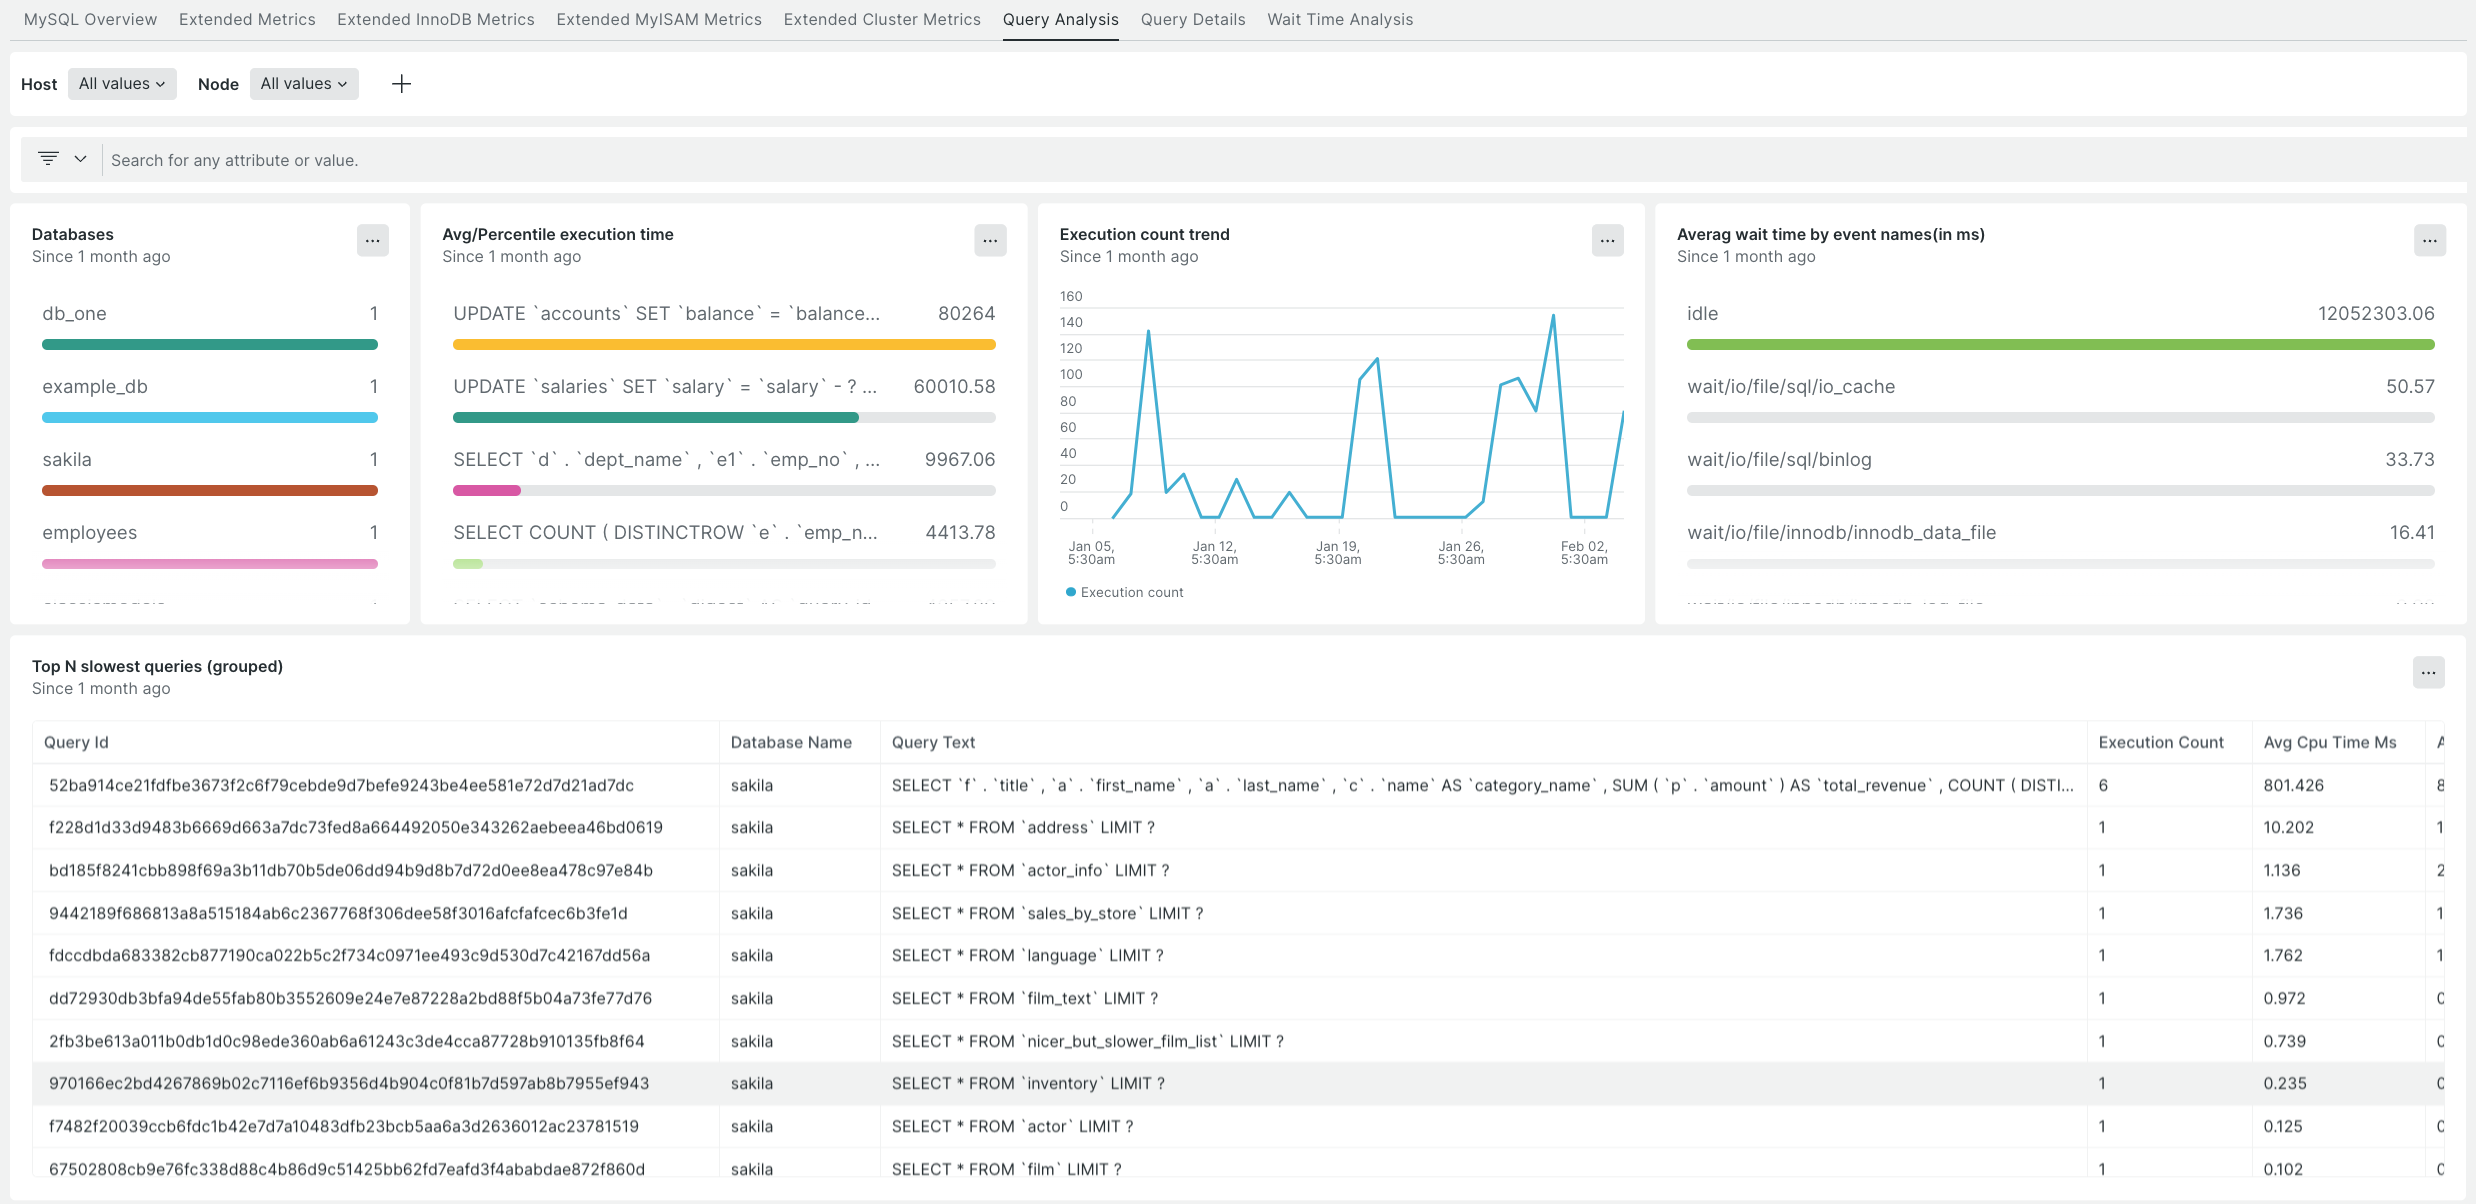 MySQL Overview Extended Metrics Extended InnoDB Metrics Extended MyISAM Metrics Extended Cluster Metrics Query Analysis Query Details Wait Time Analysis
Host All values Node All values
Search for any attribute or value.
Databases
Since 1 month ago
...
db_one 1
example_db 1
sakila 1
employees 1
Avg/Percentile execution time
Since 1 month ago
...
UPDATE `accounts` SET `balance` = `balance... 80264
UPDATE `salaries` SET `salary` = `salary` - ? ... 60010.58
SELECT `d` . `dept_name` , `e1` . `emp_no` , ... 9967.06
SELECT COUNT ( DISTINCTROW `e` . `emp_n... 4413.78
Execution count trend
Since 1 month ago
...
160
140
120
100
80
60
40
20
0
Jan 05, Jan 12, Jan 19, Jan 26, Feb 02,
5:30am 5:30am 5:30am 5:30am 5:30am
Execution count
Averag wait time by event names(in ms)
Since 1 month ago
...
idle 12052303.06
wait/io/file/sql/io_cache 50.57
wait/io/file/sql/binlog 33.73
wait/io/file/innodb/innodb_data_file 16.41
Top N slowest queries (grouped)
Since 1 month ago
...
Query Id Database Name Query Text Execution Count Avg Cpu Time Ms
52ba914ce21fdfbe3673f2c6f79cebde9d7befe9243be4ee581e72d7d21ad7dc sakila SELECT `f` . `title` , `a` . `first_name` , `a` . `last_name` , `c` . `name` AS `category_name` , SUM ( `p` . `amount` ) AS `total_revenue` , COUNT ( DISTI... 6 801.426
f228d1d33d9483b6669d663a7dc73fed8a664492050e343262aebeea46bd0619 sakila SELECT * FROM `address` LIMIT ? 1 10.202
bd185f8241cbb898f69a3b11db70b5de06dd94b9d8b7d72d0ee8ea478c97e84b sakila SELECT * FROM `actor_info` LIMIT ? 1 1.136
9442189f686813a8a515184ab6c2367768f306dee58f3016afcfafcec6b3fe1d sakila SELECT * FROM `sales_by_store` LIMIT ? 1 1.736
fdccdbda683382cb877190ca022b5c2f734c0971ee493c9d530d7c42167dd56a sakila SELECT * FROM `language` LIMIT ? 1 1.762
dd72930db3bfa94de55fab80b3552609e24e7e87228a2bd88f5b04a73fe77d76 sakila SELECT * FROM `film_text` LIMIT ? 1 0.972
2fb3be613a011b0db1d0c98ede360ab6a61243c3de4cca87728b910135fb8f64 sakila SELECT * FROM `nicer_but_slower_film_list` LIMIT ? 1 0.739
970166ec2bd4267869b02c7116ef6b9356d4b904c0f81b7d597ab8b7955ef943 sakila SELECT * FROM `inventory` LIMIT ? 1 0.235
f7482f20039ccb6fdc1b42e7d7a10483dfb23bcb5aa6a3d2636012ac23781519 sakila SELECT * FROM `actor` LIMIT ? 1 0.125
67502808cb9e76fc338d88c4b86d9c51425bb62fd7eafd3f4ababdae872f860d sakila SELECT * FROM `film` LIMIT ? 1 0.102